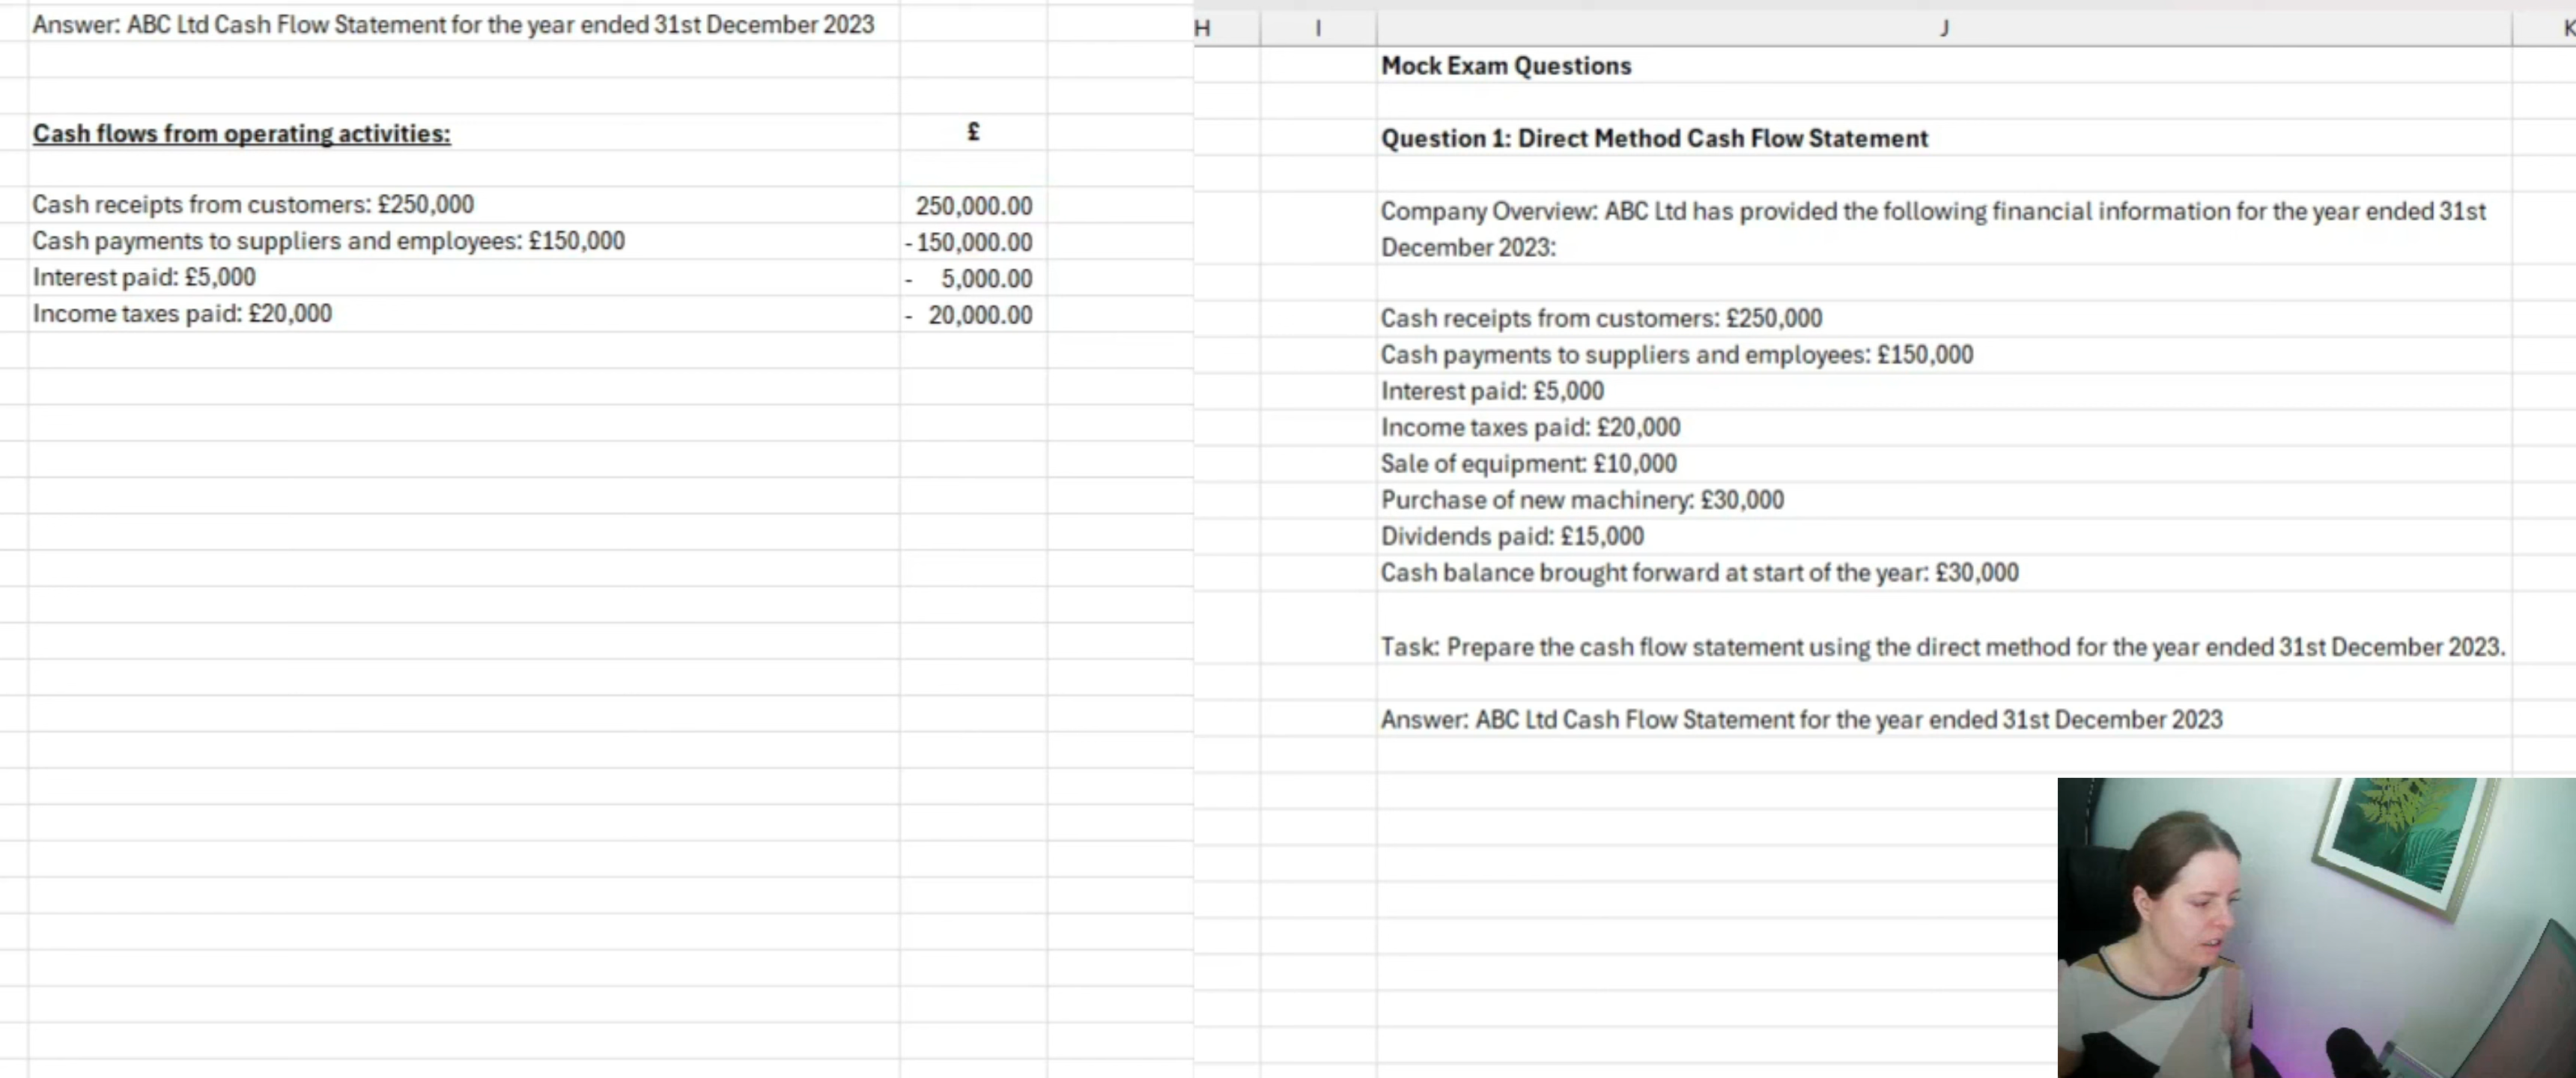 Answer: ABC Ltd Cash Flow Statement for the year ended 31st December 2023
Cash flows from operating activities: £
Cash receipts from customers: £250,000 250,000.00
Cash payments to suppliers and employees: £150,000 -150,000.00
Interest paid: £5,000 - 5,000.00
Income taxes paid: £20,000 - 20,000.00
H I J K
Mock Exam Questions
Question 1: Direct Method Cash Flow Statement
Company Overview: ABC Ltd has provided the following financial information for the year ended 31st
December 2023:
Cash receipts from customers: £250,000
Cash payments to suppliers and employees: £150,000
Interest paid: £5,000
Income taxes paid: £20,000
Sale of equipment: £10,000
Purchase of new machinery: £30,000
Dividends paid: £15,000
Cash balance brought forward at start of the year: £30,000
Task: Prepare the cash flow statement using the direct method for the year ended 31st December 2023.
Answer: ABC Ltd Cash Flow Statement for the year ended 31st December 2023